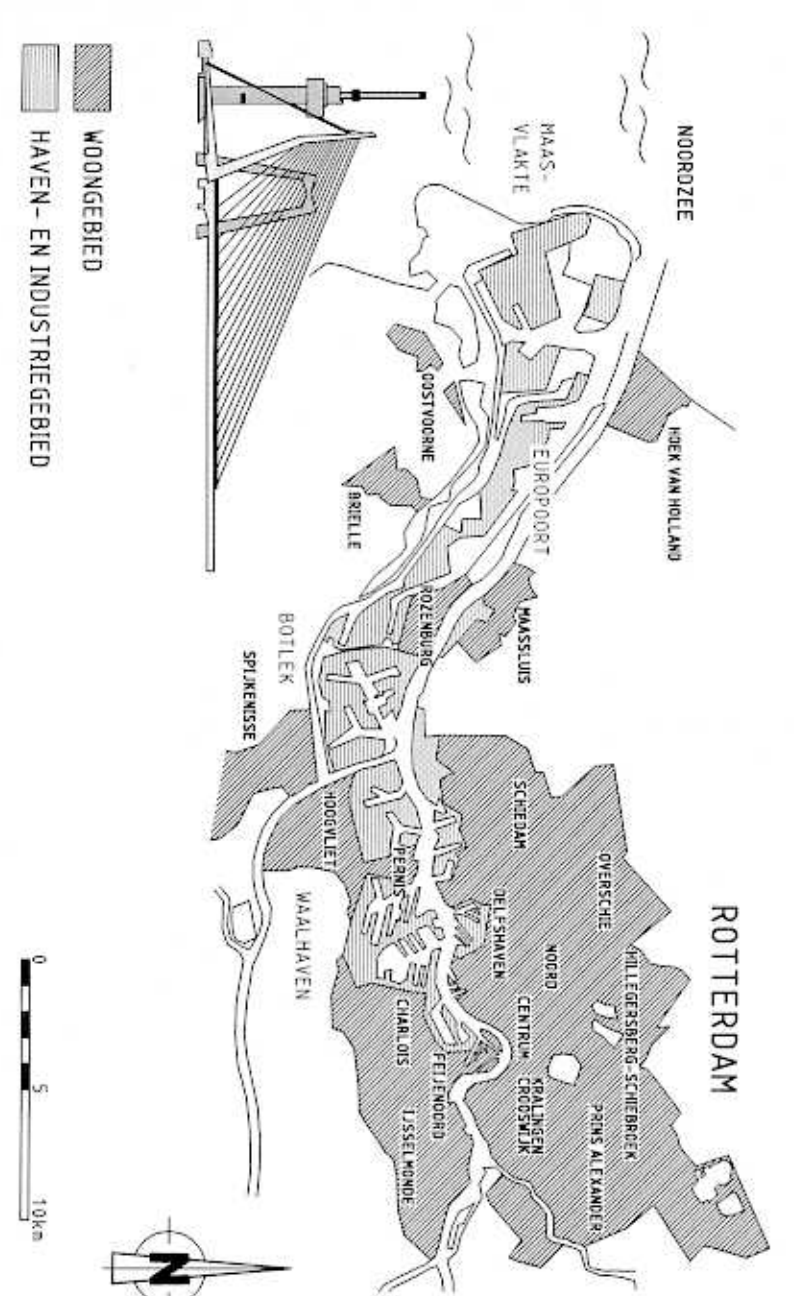 ROTTERDAM
NOORDZEE
HOEK VAN HOLLAND
HILLEGERSBERG-SCHIEBROEK
OVERSCHIE
PRINS ALEXANDER
MAAS-
VLAKTE
EUROPOORT
MAASSLUIS
SCHIEDAM
NOORD
CENTRUM
KRALINGEN
CROOSWIJK
DELFSHAVEN
OOSTVOORNE
ROZENBURG
PERNIS
CHARLOIS
FEIJENOORD
IJSSELMONDE
BRIELLE
HOOGVLIET
WAALHAVEN
BOTLEK
SPIJKENISSE
WOONGEBIED
HAVEN- EN INDUSTRIEGEBIED
0 5 10km
N